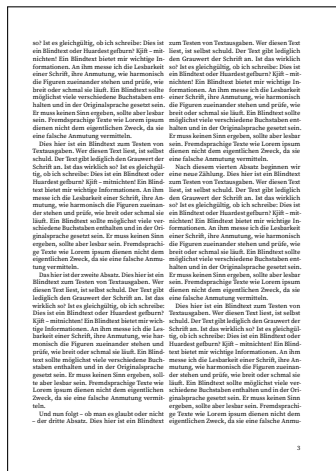 so? Ist es gleichgültig, ob ich schreibe: Dies ist
ein Blindtext oder Huardest gefburn? Kjift – mit-
nichten! Ein Blindtext bietet mir wichtige In-
formationen. An ihm messe ich die Lesbarkeit
einer Schrift, ihre Anmutung, wie harmonisch
die Figuren zueinander stehen und prüfe, wie
breit oder schmal sie läuft. Ein Blindtext sollte
möglichst viele verschiedene Buchstaben ent-
halten und in der Originalsprache gesetzt sein.
Er muss keinen Sinn ergeben, sollte aber lesbar
sein. Fremdsprachige Texte wie Lorem ipsum
dienen nicht dem eigentlichen Zweck, da sie
eine falsche Anmutung vermitteln.
Dies hier ist ein Blindtext zum Testen von
Textausgaben. Wer diesen Text liest, ist selbst
schuld. Der Text gibt lediglich den Grauwert der
Schrift an. Ist das wirklich so? Ist es gleichgül-
tig, ob ich schreibe: Dies ist ein Blindtext oder
Huardest gefburn? Kjift – mitnichten! Ein Blind-
text bietet mir wichtige Informationen. An ihm
messe ich die Lesbarkeit einer Schrift, ihre An-
mutung, wie harmonisch die Figuren zueinan-
der stehen und prüfe, wie breit oder schmal sie
läuft. Ein Blindtext sollte möglichst viele ver-
schiedene Buchstaben enthalten und in der Ori-
ginalsprache gesetzt sein. Er muss keinen Sinn
ergeben, sollte aber lesbar sein. Fremdsprachi-
ge Texte wie Lorem ipsum dienen nicht dem
eigentlichen Zweck, da sie eine falsche Anmu-
tung vermitteln.
Das hier ist der zweite Absatz. Dies hier ist ein
Blindtext zum Testen von Textausgaben. Wer
diesen Text liest, ist selbst schuld. Der Text gibt
lediglich den Grauwert der Schrift an. Ist das
wirklich so? Ist es gleichgültig, ob ich schreibe:
Dies ist ein Blindtext oder Huardest gefburn?
Kjift – mitnichten! Ein Blindtext bietet mir wich-
tige Informationen. An ihm messe ich die Les-
barkeit einer Schrift, ihre Anmutung, wie har-
monisch die Figuren zueinander stehen und
prüfe, wie breit oder schmal sie läuft. Ein Blind-
text sollte möglichst viele verschiedene Buch-
staben enthalten und in der Originalsprache
gesetzt sein. Er muss keinen Sinn ergeben, soll-
te aber lesbar sein. Fremdsprachige Texte wie
Lorem ipsum dienen nicht dem eigentlichen
Zweck, da sie eine falsche Anmutung vermit-
teln.
Und nun folgt – ob man es glaubt oder nicht
– der dritte Absatz. Dies hier ist ein Blindtext
zum Testen von Textausgaben. Wer diesen Text
liest, ist selbst schuld. Der Text gibt lediglich
den Grauwert der Schrift an. Ist das wirklich
so? Ist es gleichgültig, ob ich schreibe: Dies ist
ein Blindtext oder Huardest gefburn? Kjift – mit-
nichten! Ein Blindtext bietet mir wichtige In-
formationen. An ihm messe ich die Lesbarkeit
einer Schrift, ihre Anmutung, wie harmonisch
die Figuren zueinander stehen und prüfe, wie
breit oder schmal sie läuft. Ein Blindtext sollte
möglichst viele verschiedene Buchstaben ent-
halten und in der Originalsprache gesetzt sein.
Er muss keinen Sinn ergeben, sollte aber lesbar
sein. Fremdsprachige Texte wie Lorem ipsum
dienen nicht dem eigentlichen Zweck, da sie
eine falsche Anmutung vermitteln.
Nach diesem vierten Absatz beginnen wir
eine neue Zählung. Dies hier ist ein Blindtext
zum Testen von Textausgaben. Wer diesen Text
liest, ist selbst schuld. Der Text gibt lediglich
den Grauwert der Schrift an. Ist das wirklich
so? Ist es gleichgültig, ob ich schreibe: Dies ist
ein Blindtext oder Huardest gefburn? Kjift – mit-
nichten! Ein Blindtext bietet mir wichtige In-
formationen. An ihm messe ich die Lesbarkeit
einer Schrift, ihre Anmutung, wie harmonisch
die Figuren zueinander stehen und prüfe, wie
breit oder schmal sie läuft. Ein Blindtext sollte
möglichst viele verschiedene Buchstaben ent-
halten und in der Originalsprache gesetzt sein.
Er muss keinen Sinn ergeben, sollte aber lesbar
sein. Fremdsprachige Texte wie Lorem ipsum
dienen nicht dem eigentlichen Zweck, da sie
eine falsche Anmutung vermitteln.
Dies hier ist ein Blindtext zum Testen von
Textausgaben. Wer diesen Text liest, ist selbst
schuld. Der Text gibt lediglich den Grauwert der
Schrift an. Ist das wirklich so? Ist es gleichgül-
tig, ob ich schreibe: Dies ist ein Blindtext oder
Huardest gefburn? Kjift – mitnichten! Ein Blind-
text bietet mir wichtige Informationen. An ihm
messe ich die Lesbarkeit einer Schrift, ihre An-
mutung, wie harmonisch die Figuren zueinan-
der stehen und prüfe, wie breit oder schmal sie
läuft. Ein Blindtext sollte möglichst viele ver-
schiedene Buchstaben enthalten und in der Ori-
ginalsprache gesetzt sein. Er muss keinen Sinn
ergeben, sollte aber lesbar sein. Fremdsprachi-
ge Texte wie Lorem ipsum dienen nicht dem
eigentlichen Zweck, da sie eine falsche Anmu-
3